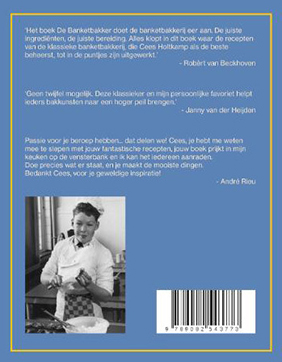 'Het boek De Banketbakker doet de banketbakkerij eer aan. De juiste
ingrediënten, de juiste bereiding. Alles klopt in dit boek waar de recepten
van de klassieke banketbakkerij, die Cees Holtkamp als de beste
beheerst, tot in de puntjes zijn uitgewerkt.'
- Robèrt van Beckhoven
'Geen twijfel mogelijk. Deze klassieker en mijn persoonlijke favoriet helpt
ieders bakkunsten naar een hoger peil brengen.'
- Janny van der Heijden
Passie voor je beroep hebben... dat delen we! Cees, je hebt me weten
mee te slepen met jouw fantastische recepten, jouw boek prijkt in mijn
keuken op de vensterbank en ik kan het iedereen aanraden.
Doe precies wat er staat, en je maakt de mooiste dingen.
Bedankt Cees, voor je geweldige inspiratie!
- André Rieu
9 789092 543773